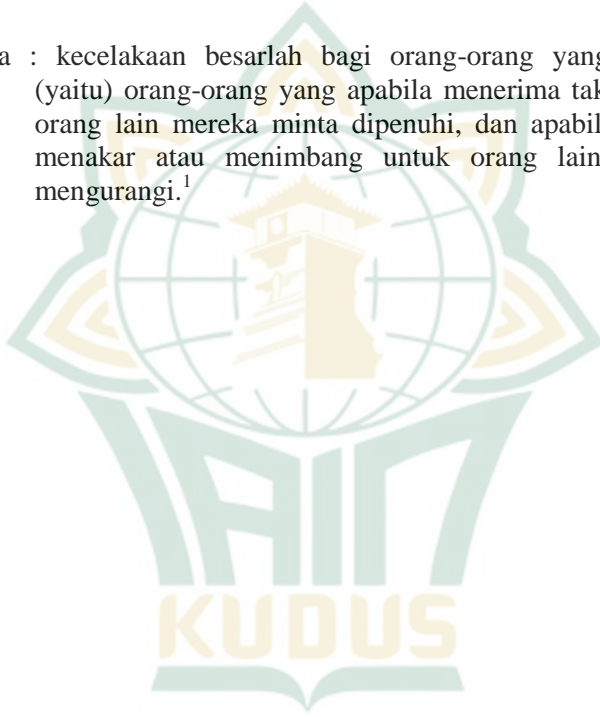 a : kecelakaan besarlah bagi orang-orang yang
(yaitu) orang-orang yang apabila menerima tak
orang lain mereka minta dipenuhi, dan apabil
menakar atau menimbang untuk orang lain
mengurangi.1
IAIN
KUDUS